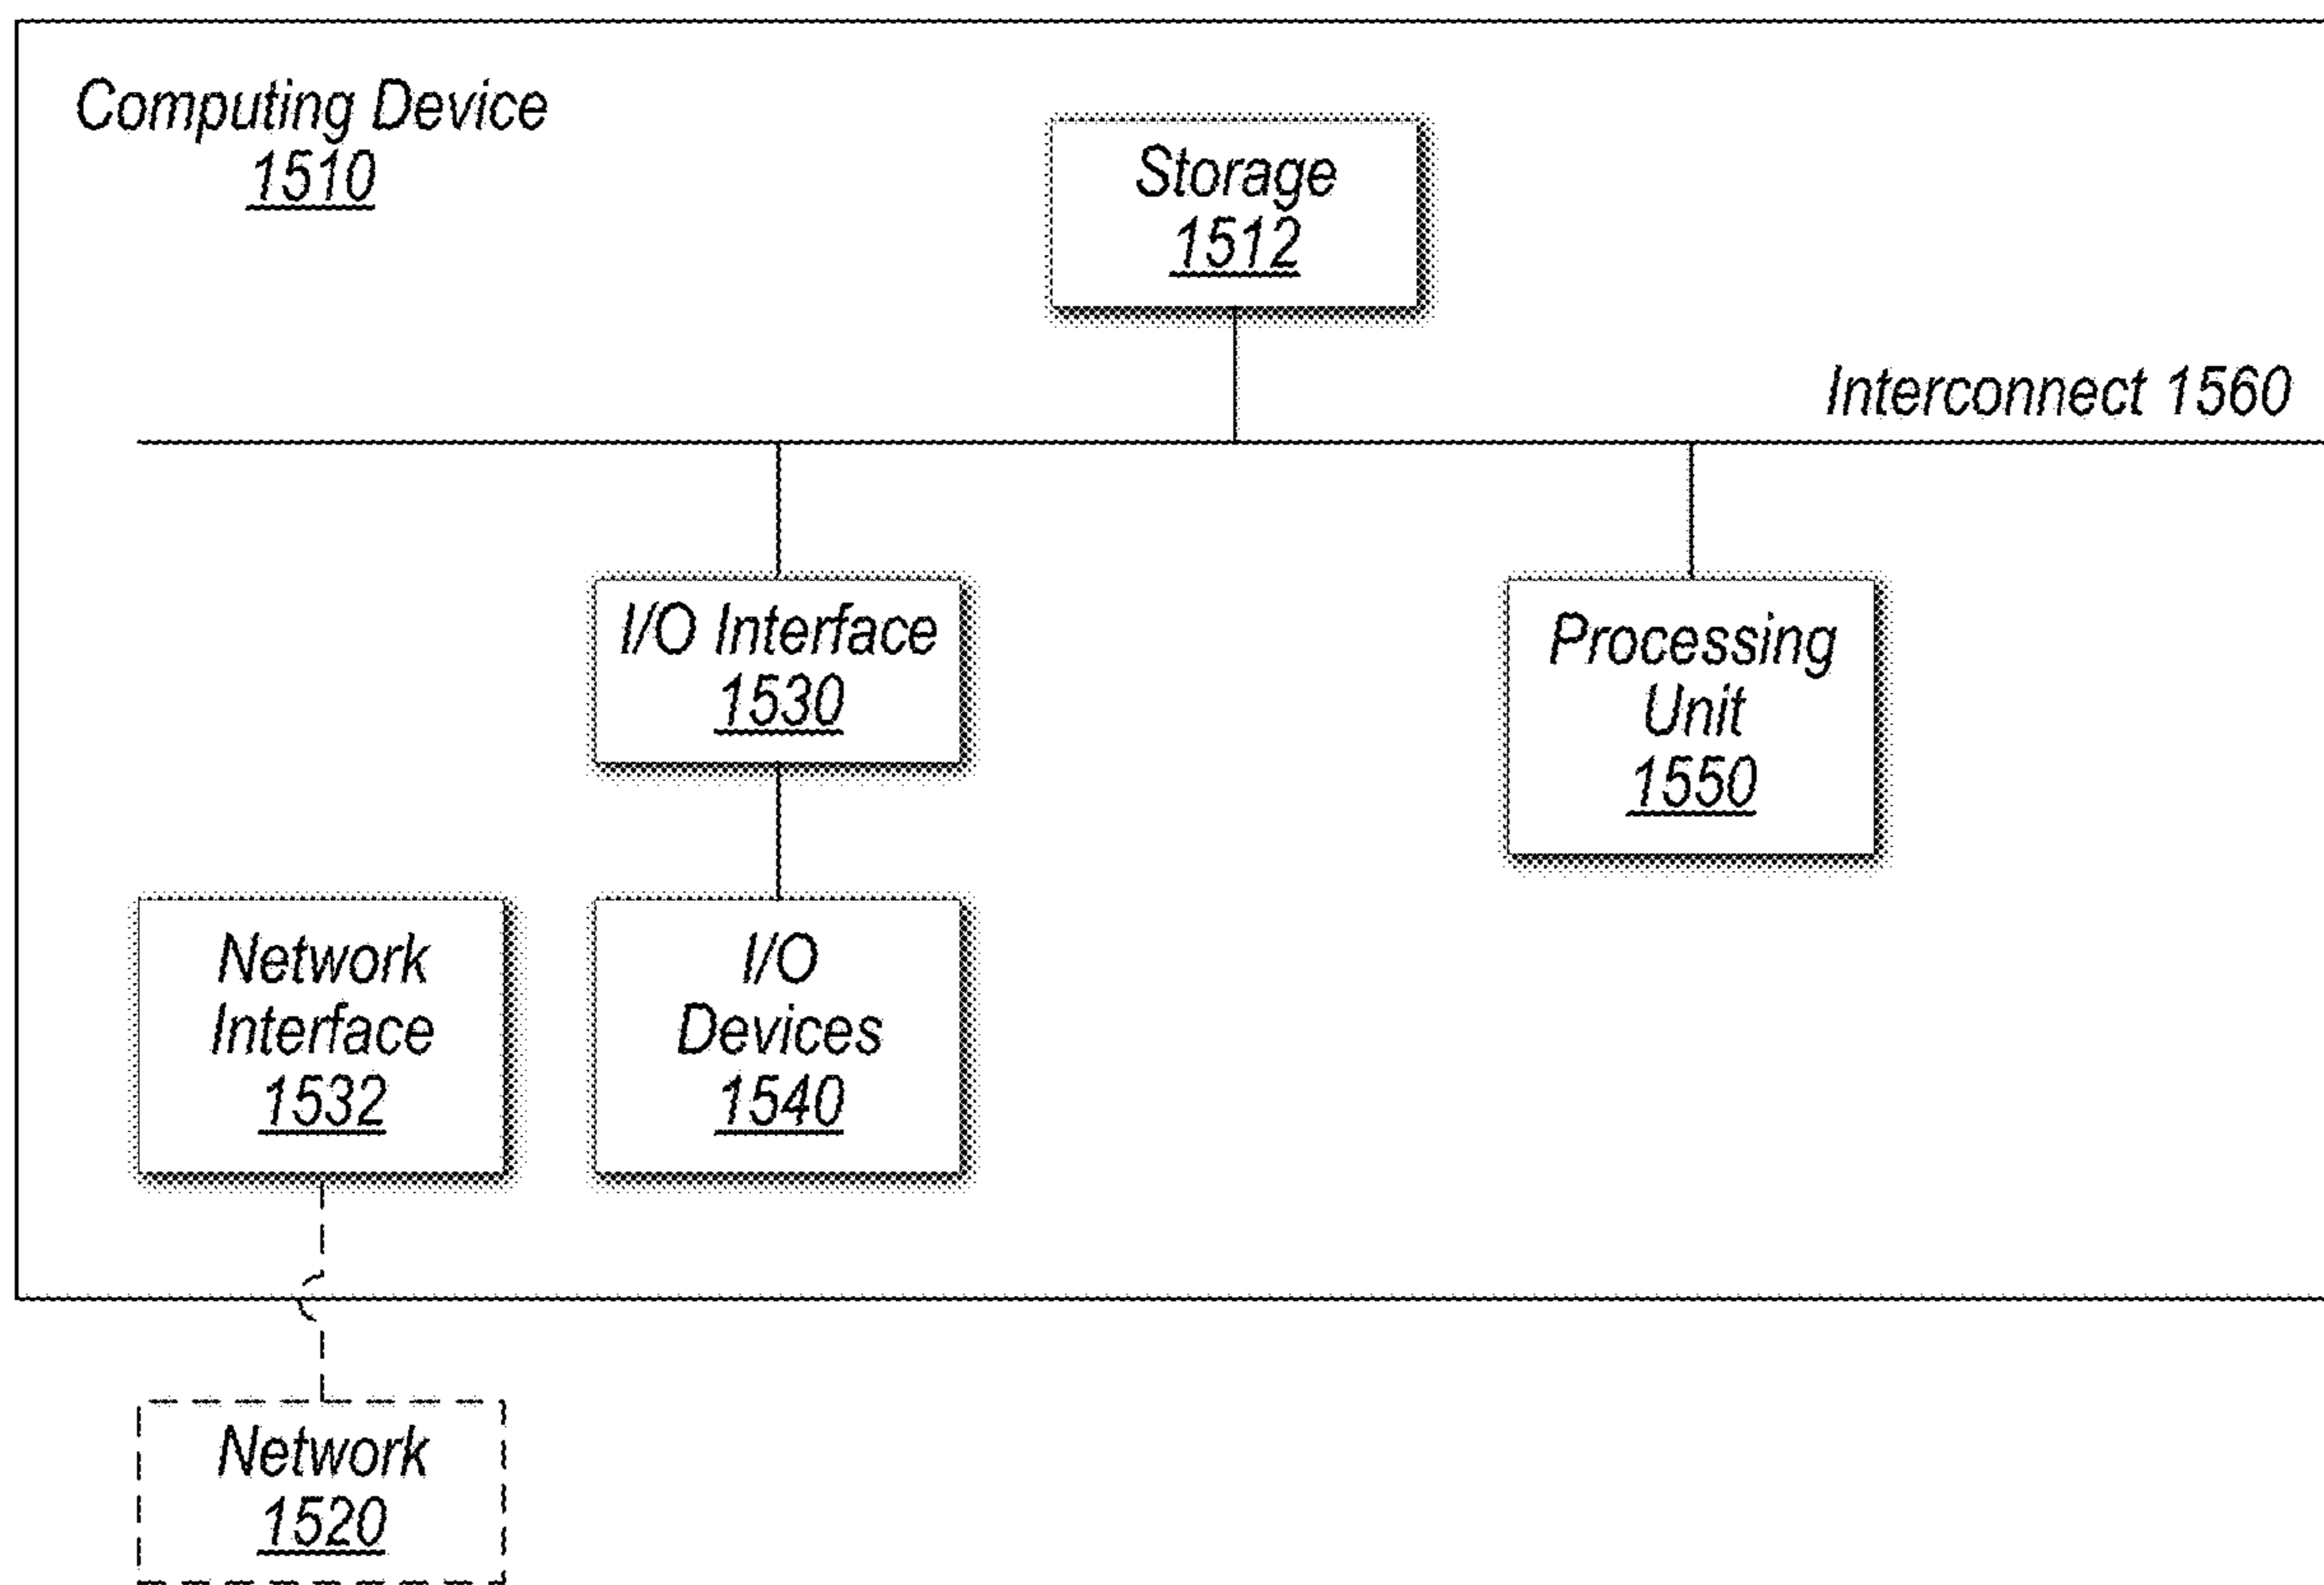 Computing Device
1510
Storage
1512
Interconnect 1560
I/O Interface
1530
Processing
Unit
1550
Network
Interface
1532
I/O
Devices
1540
Network
1520